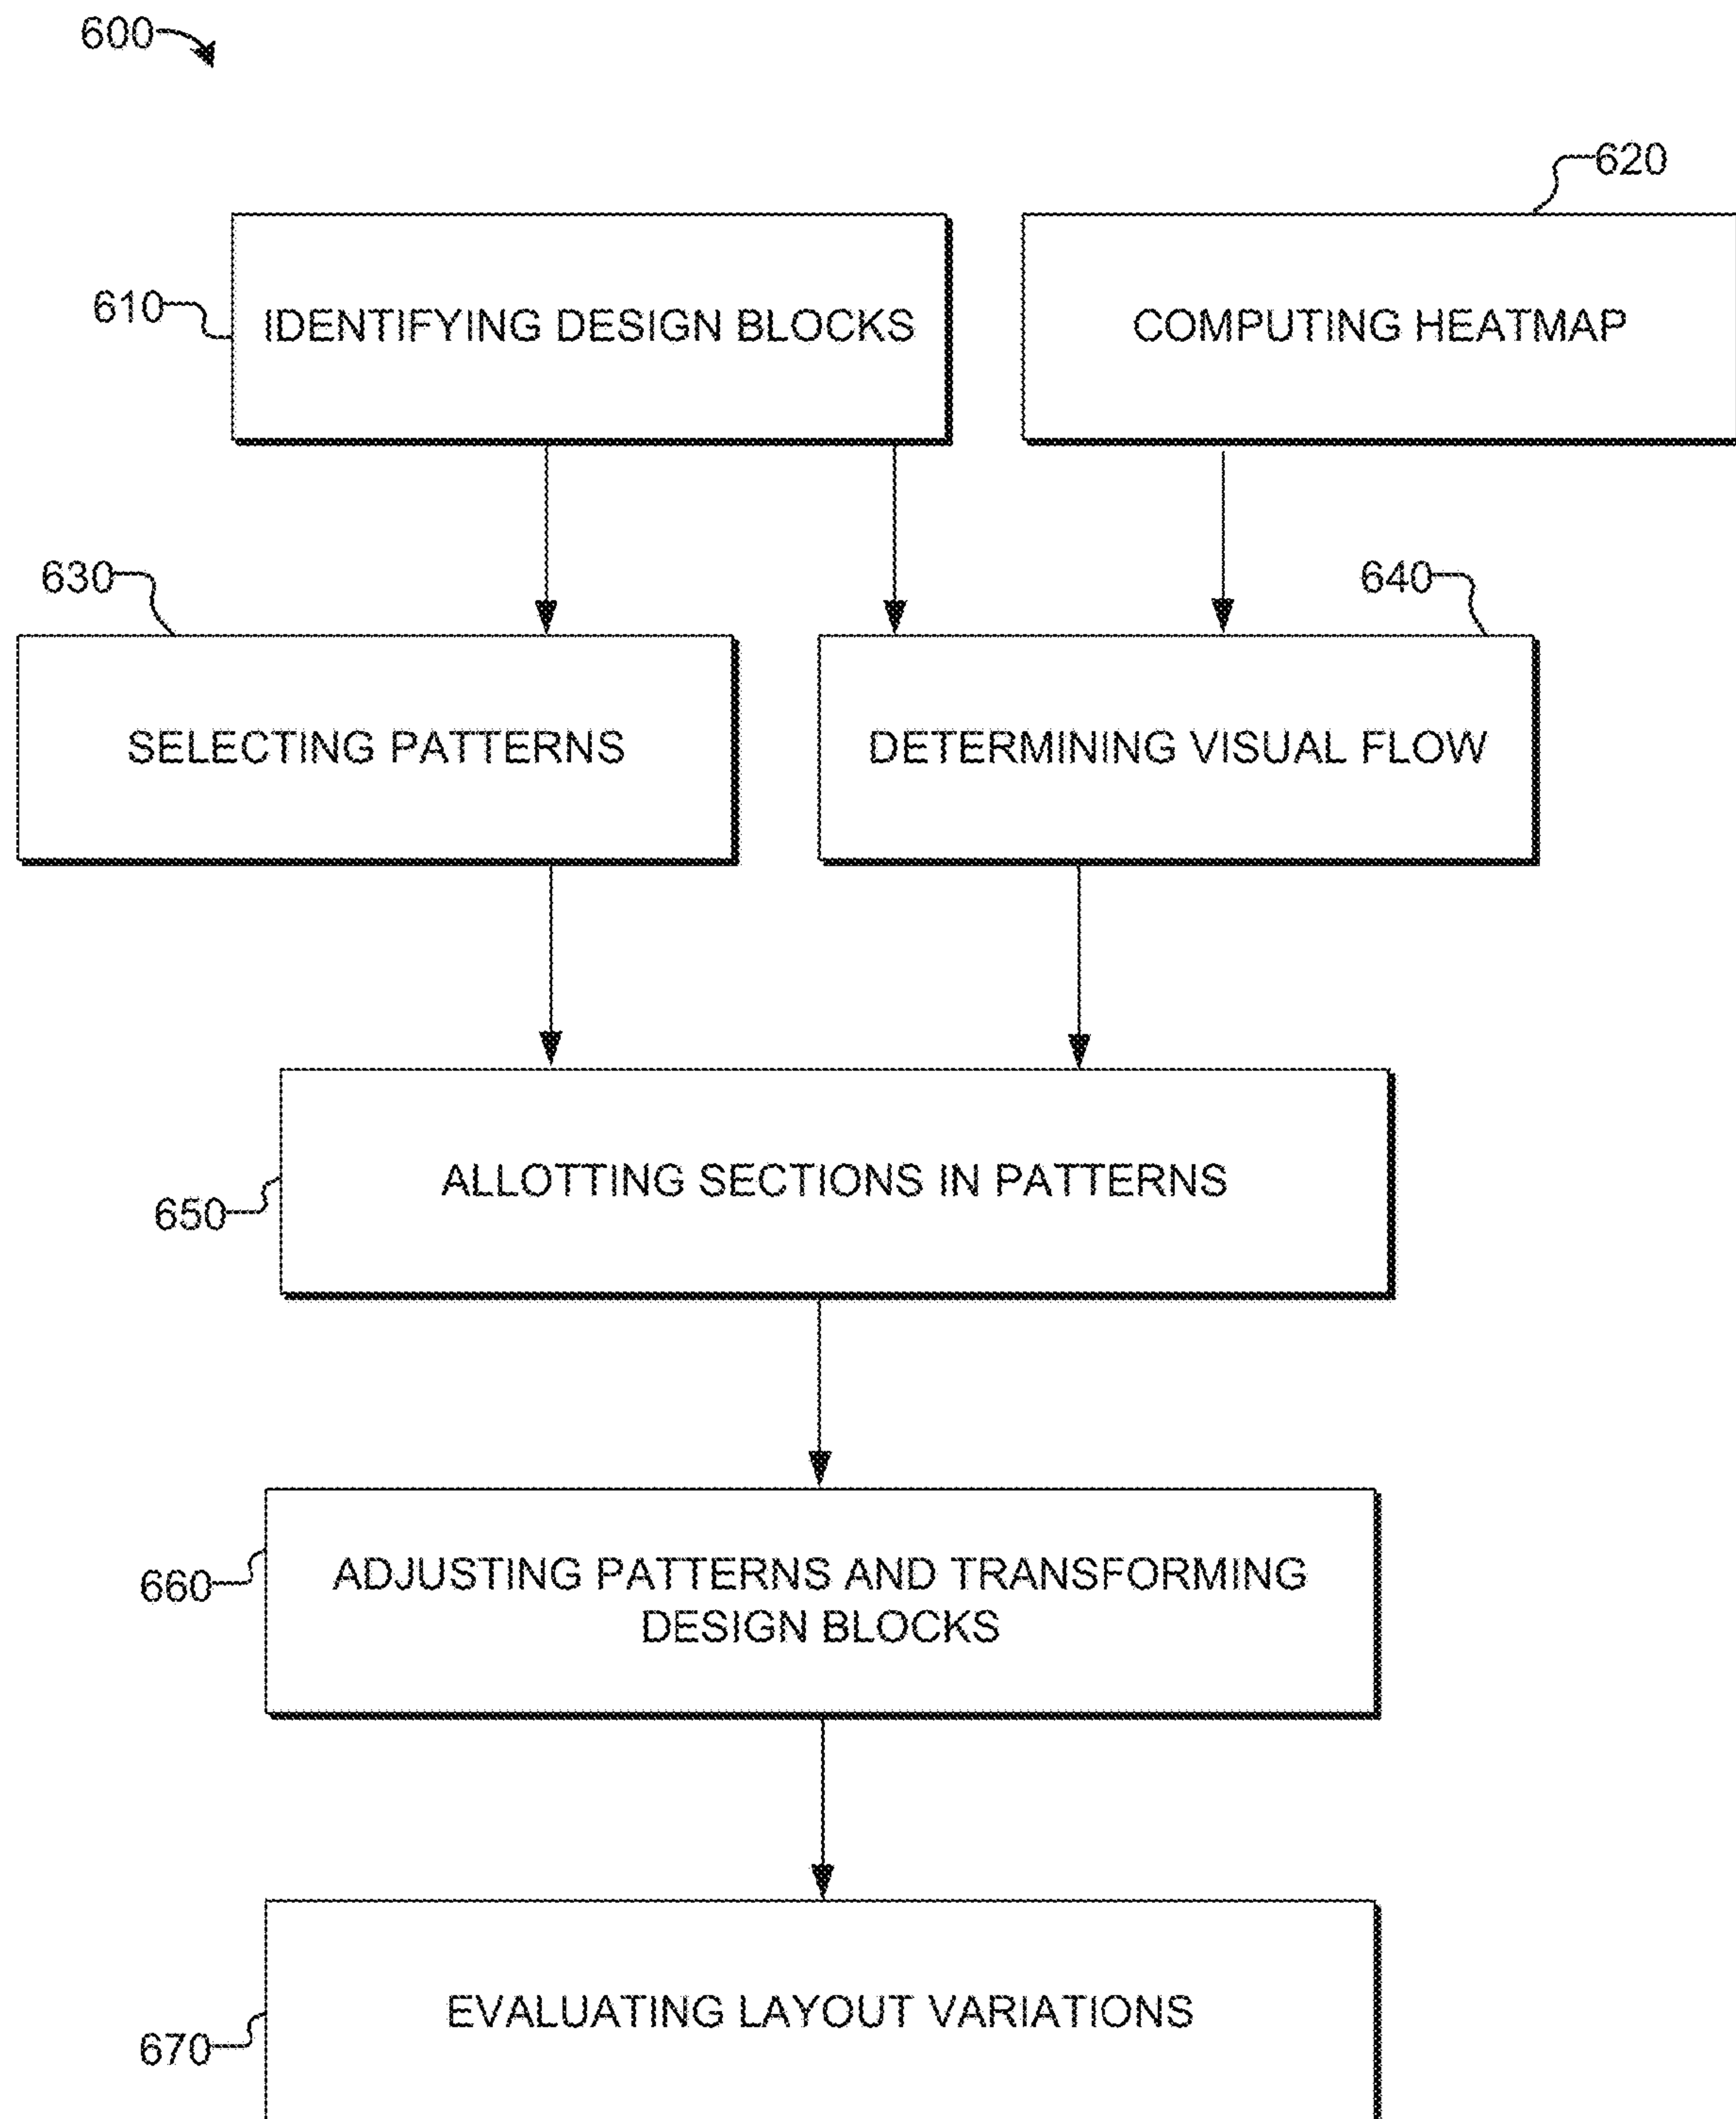 600
620
610
IDENTIFYING DESIGN BLOCKS
COMPUTING HEATMAP
630
640
SELECTING PATTERNS
DETERMINING VISUAL FLOW
ALLOTTING SECTIONS IN PATTERNS
650
ADJUSTING PATTERNS AND TRANSFORMING
DESIGN BLOCKS
660
EVALUATING LAYOUT VARIATIONS
670